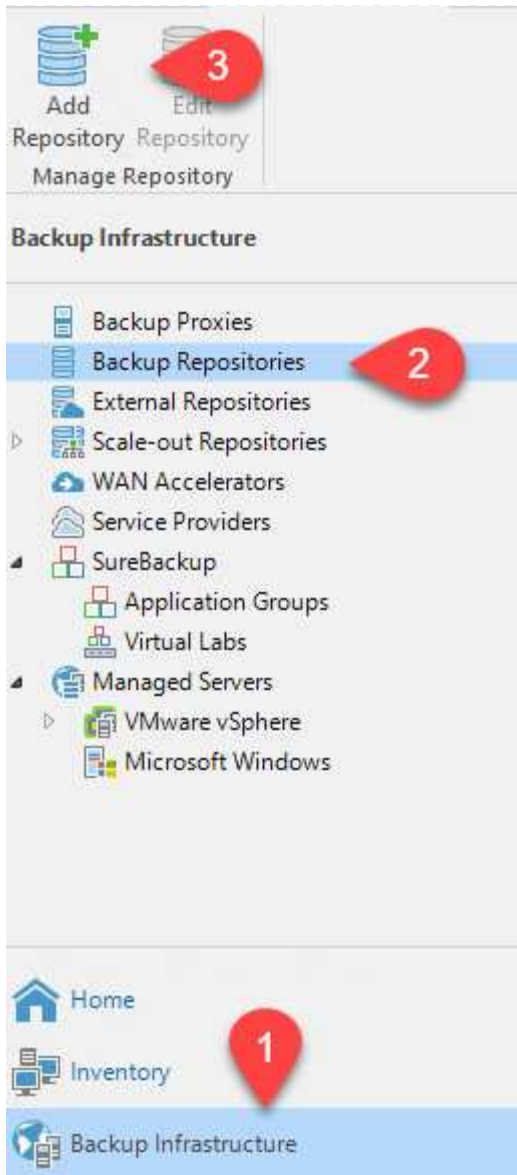 3
Add Edit
Repository Repository
Manage Repository
Backup Infrastructure
Backup Proxies
Backup Repositories
2
External Repositories
Scale-out Repositories
WAN Accelerators
Service Providers
SureBackup
Application Groups
Virtual Labs
Managed Servers
VMware vSphere
Microsoft Windows
Home
1
Inventory
Backup Infrastructure